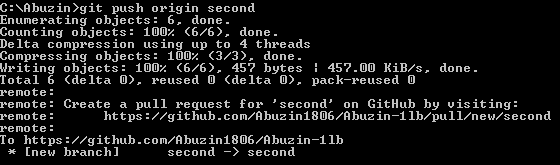 C:\Abuzin>git push origin second
Enumerating objects: 6, done.
Counting objects: 100% (6/6), done.
Delta compression using up to 4 threads
Compressing objects: 100% (3/3), done.
Writing objects: 100% (6/6), 457 bytes ¦ 457.00 KiB/s, done.
Total 6 (delta 0), reused 0 (delta 0), pack-reused 0
remote:
remote: Create a pull request for 'second' on GitHub by visiting:
remote:      https://github.com/Abuzin1806/Abuzin-1lb/pull/new/second
remote:
To https://github.com/Abuzin1806/Abuzin-1lb
 * [new branch]      second -> second